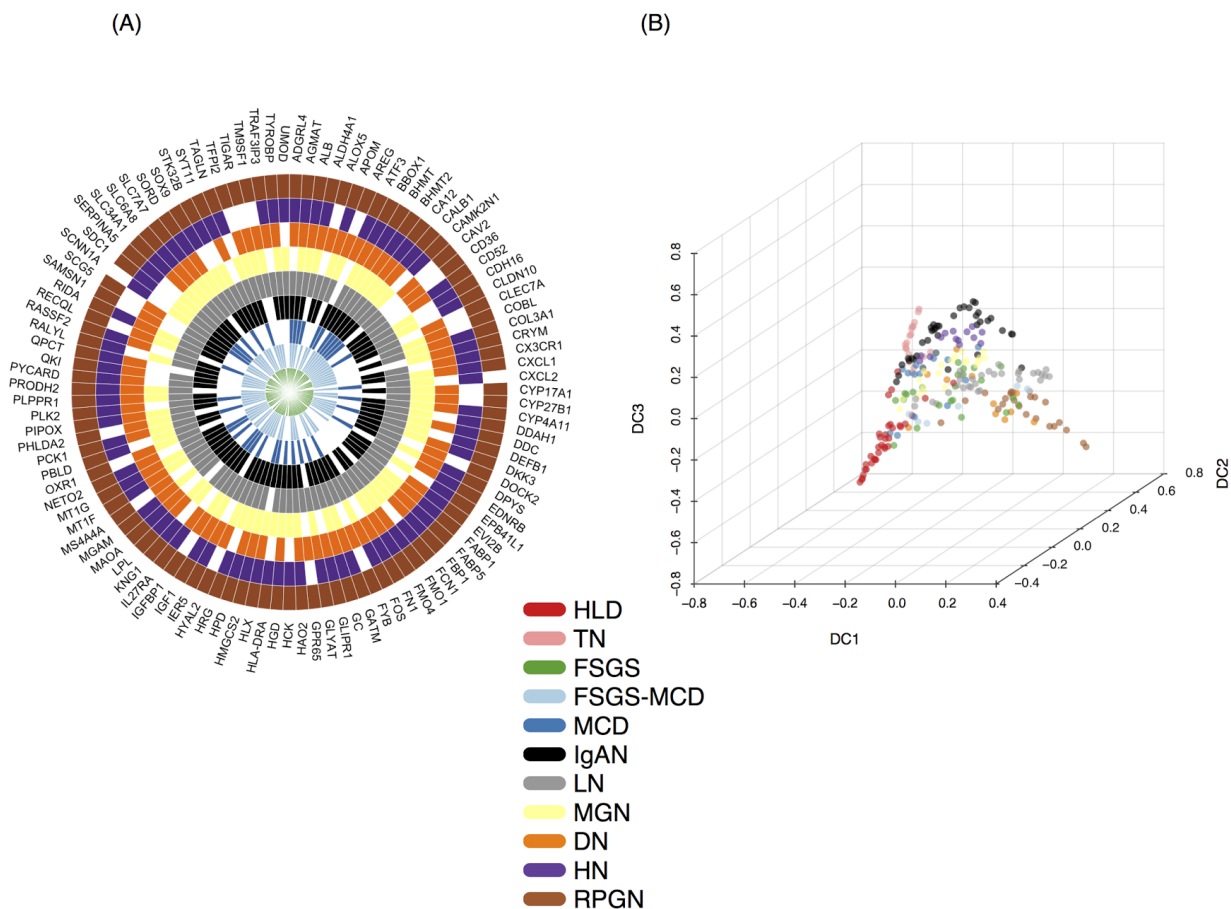 (A)
(B)
UMOD
ADGRL4
AGMAT
ALB
ALDH4A1
ALOX5
APOM
AREG
ATF3
BBOX1
BHMT
BHMT2
CA12
CALB1
CAMK2N1
CAV2
CD36
CD52
CDH16
CLDN10
CLEC7A
COBL
COL3A1
CRYM
CX3CR1
CXCL1
CXCL2
CYP17A1
CYP27B1
CYP4A11
DDAH1
DDC
DEFB1
DKK3
DOCK2
DPYS
EDNRB
EPB41L1
EVI2B
FABP1
FABP5
FBP1
FCN1
FMO1
FMO4
FN1
FOS
FYB
GATM
GC
GLIPR1
GLYAT
GPR65
HAO2
HCK
HGD
HLA-DRA
HLX
HMGCS2
HPD
HRG
HYAL2
IER5
IGF1
IGFBP1
IL27RA
KNG1
LPL
MAOA
MGAM
MS4A4A
MT1F
MT1G
NETO2
OXR1
PBLD
PCK1
PHLDA2
PIPOX
PLK2
PLPPR1
PRODH2
PYCARD
QKI
QPCT
RALYL
RASSF2
RECQL
RIDA
SAMSN1
SCG5
SCNN1A
SDC1
SERPINA5
SLC34A1
SLC6A8
SLC7A7
SORD
SOX9
STK32B
SYT11
TAGLN
TFPI2
TIGAR
TM9SF1
TRAF3IP3
TYROBP
0.8
0.6
0.4
0.2
0.0
−0.2
−0.4
−0.6
−0.8
DC3
−0.8
−0.6
−0.4
−0.2
0.0
0.2
0.4
DC1
−0.4
−0.2
0.0
0.2
0.4
0.6
0.8
DC2
HLD
TN
FSGS
FSGS-MCD
MCD
IgAN
LN
MGN
DN
HN
RPGN